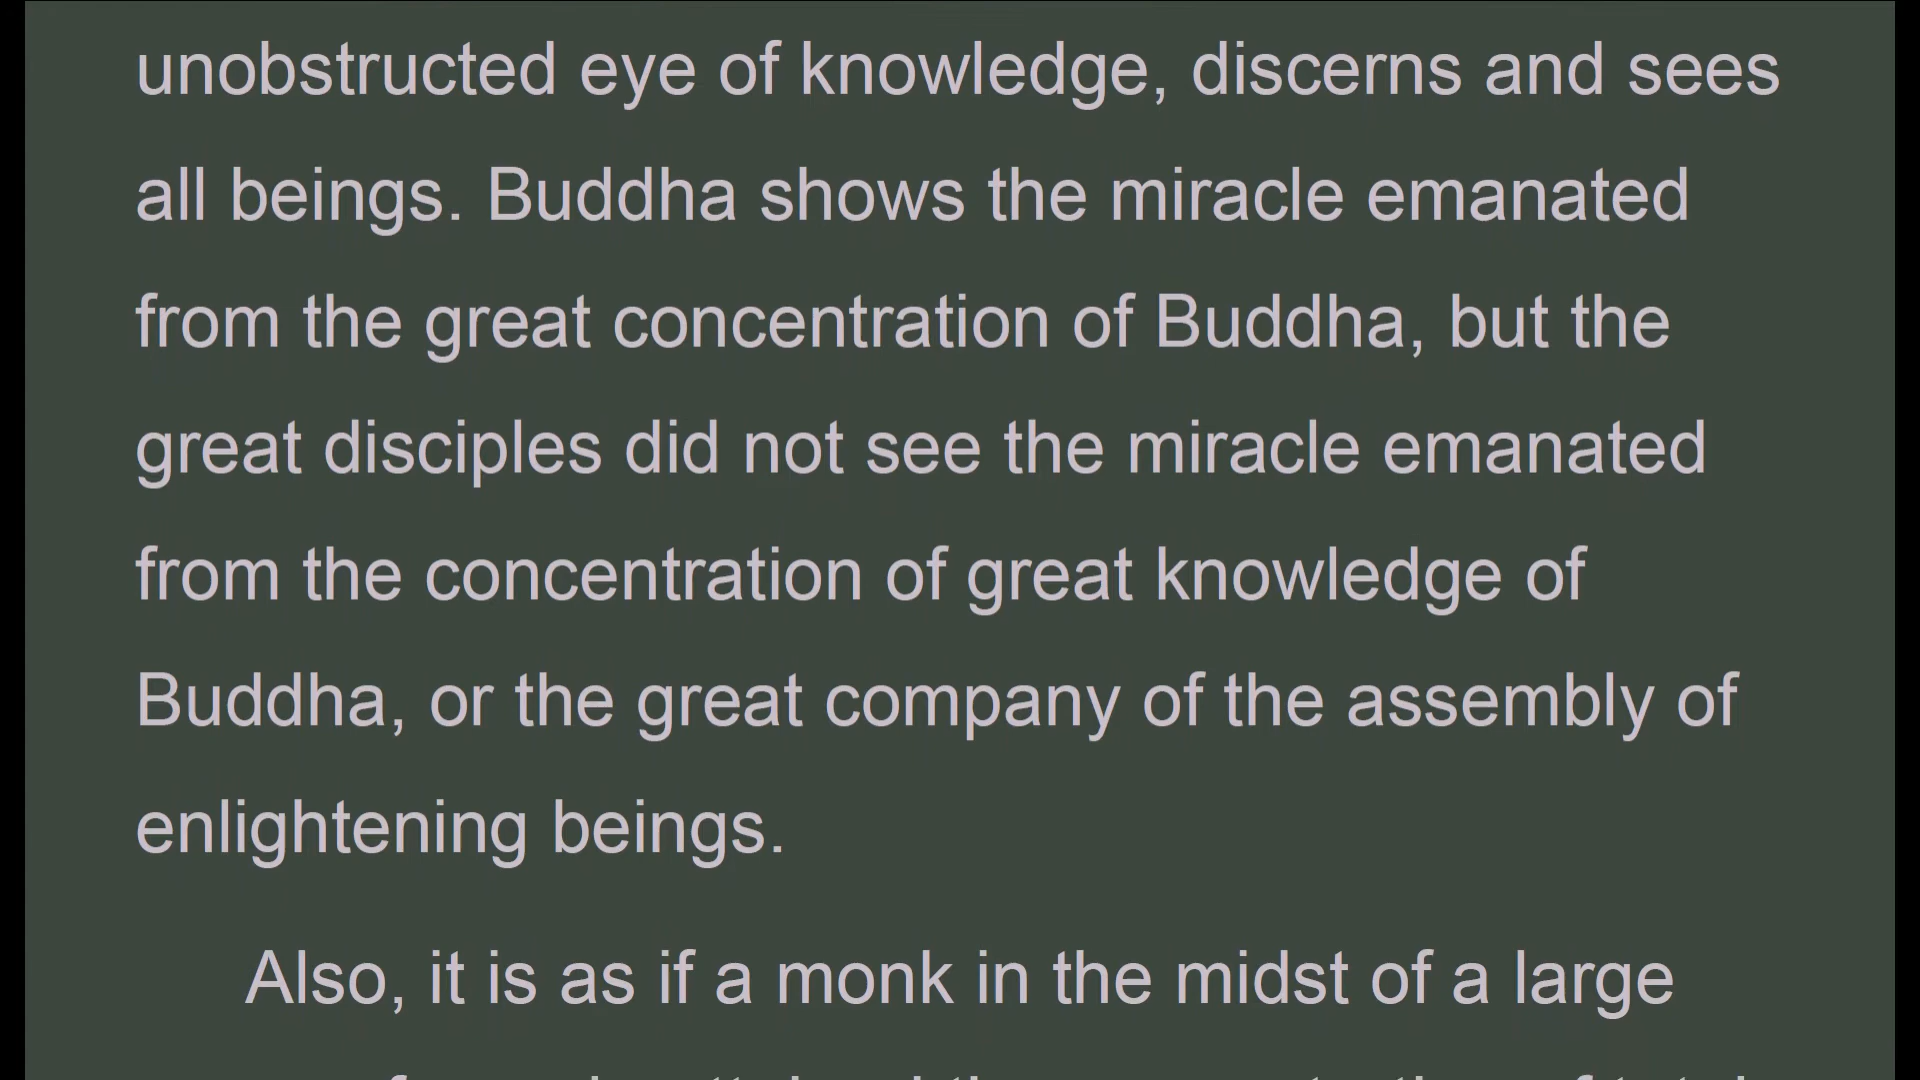 unobstructed eye of knowledge, discerns and sees
all beings. Buddha shows the miracle emanated
from the great concentration of Buddha, but the
great disciples did not see the miracle emanated
from the concentration of great knowledge of
Buddha, or the great company of the assembly of
enlightening beings.
Also, it is as if a monk in the midst of a large